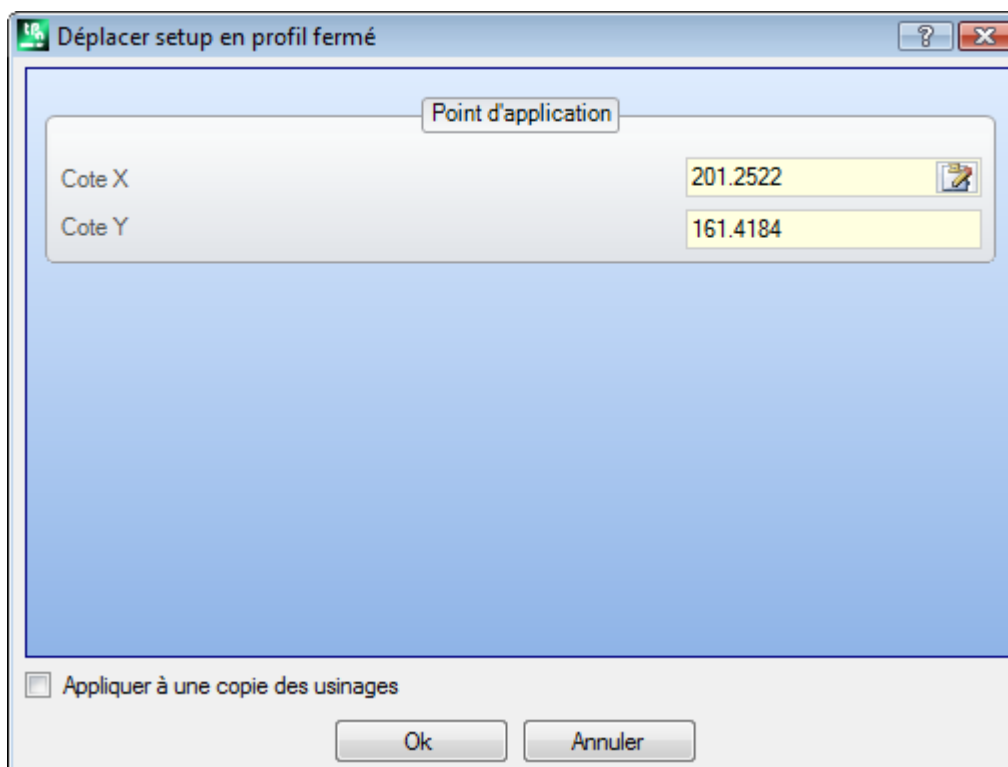 Déplacer setup en profil fermé
Point d'application
Cote X 201.2522
Cote Y 161.4184
Appliquer à une copie des usinages
Ok Annuler